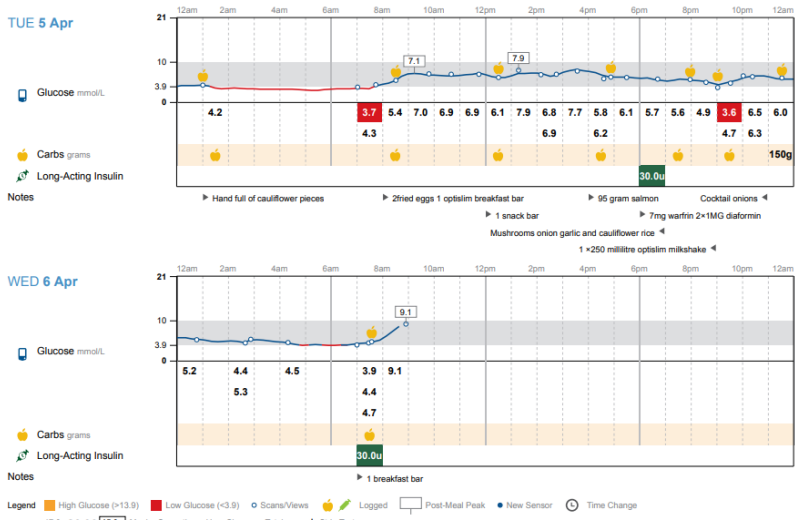 12am 2am 4am 6am 8am 10am 12pm 2pm 4pm 6pm 8pm 10pm 12am
TUE 5 Apr
21
10
7.1
7.9
3.9
0
Glucose mmol/L
4.2 3.7 5.4 7.0 6.9 6.9 6.1 7.9 6.8 7.7 5.8 6.1 5.7 5.6 4.9 3.6 6.5 6.0
4.3 6.9 6.2 4.7 6.3
Carbs grams
150g
Long-Acting Insulin
30.0u
Notes
Hand full of cauliflower pieces
2fried eggs 1 optislim breakfast bar
95 gram salmon
Cocktail onions
1 snack bar
7mg warfrin 2×1MG diaformin
Mushrooms onion garlic and cauliflower rice
1 ×250 millilitre optislim milkshake
12am 2am 4am 6am 8am 10am 12pm 2pm 4pm 6pm 8pm 10pm 12am
WED 6 Apr
21
10
9.1
3.9
0
Glucose mmol/L
5.2 4.4 4.5 3.9 9.1
5.3 4.4
4.7
Carbs grams
Long-Acting Insulin
30.0u
Notes
1 breakfast bar
Legend High Glucose (>13.9) Low Glucose (<3.9) Scans/Views Logged Post-Meal Peak New Sensor Time Change